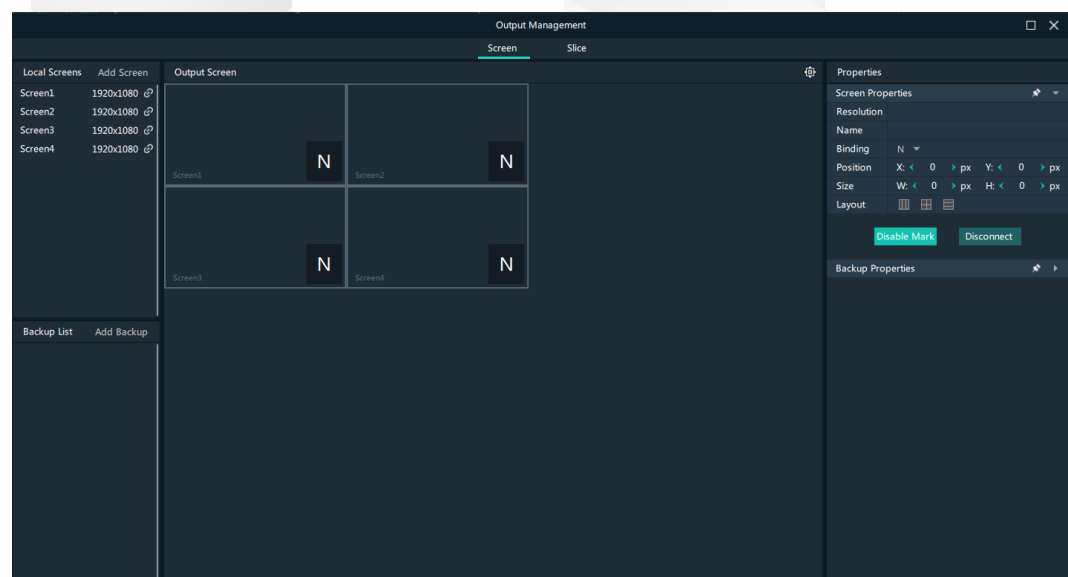 Output Management
Screen Slice
Local Screens Add Screen
Screen1 1920x1080
Screen2 1920x1080
Screen3 1920x1080
Screen4 1920x1080
Output Screen
N
Screen1
N
Screen2
N
Screen3
N
Screen4
Properties
Screen Properties
Resolution
Name
Binding N
Position X: 0 px Y: 0 px
Size W: 0 px H: 0 px
Layout
Disable Mark Disconnect
Backup Properties
Backup List Add Backup